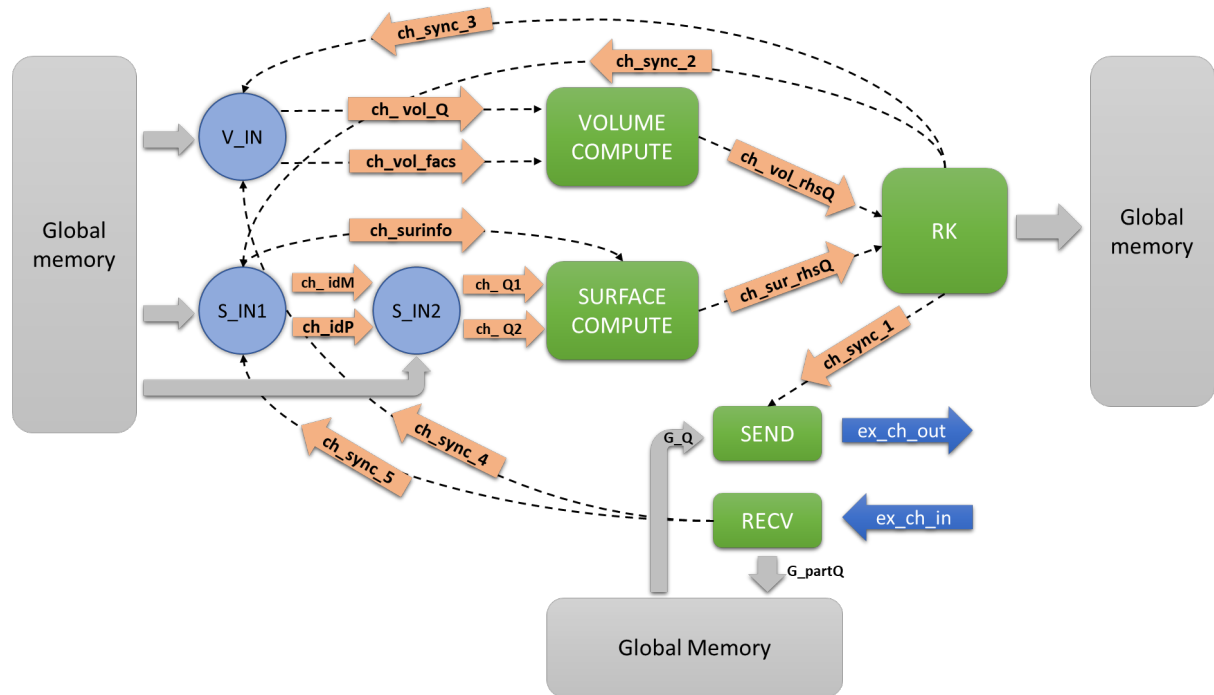 ch_sync_3
ch_sync_2
V_IN
ch_ vol_Q
ch_vol_facs
VOLUME
COMPUTE
ch_ vol_rhsQ
Global
memory
ch_surinfo
RK
Global
memory
S_IN1
ch_ idM
ch_idP
S_IN2
ch_ Q1
ch_ Q2
SURFACE
COMPUTE
ch_sur_rhsQ
ch_sync_1
ch_sync_5
ch_sync_4
G_Q
SEND
ex_ch_out
RECV
ex_ch_in
G_partQ
Global Memory